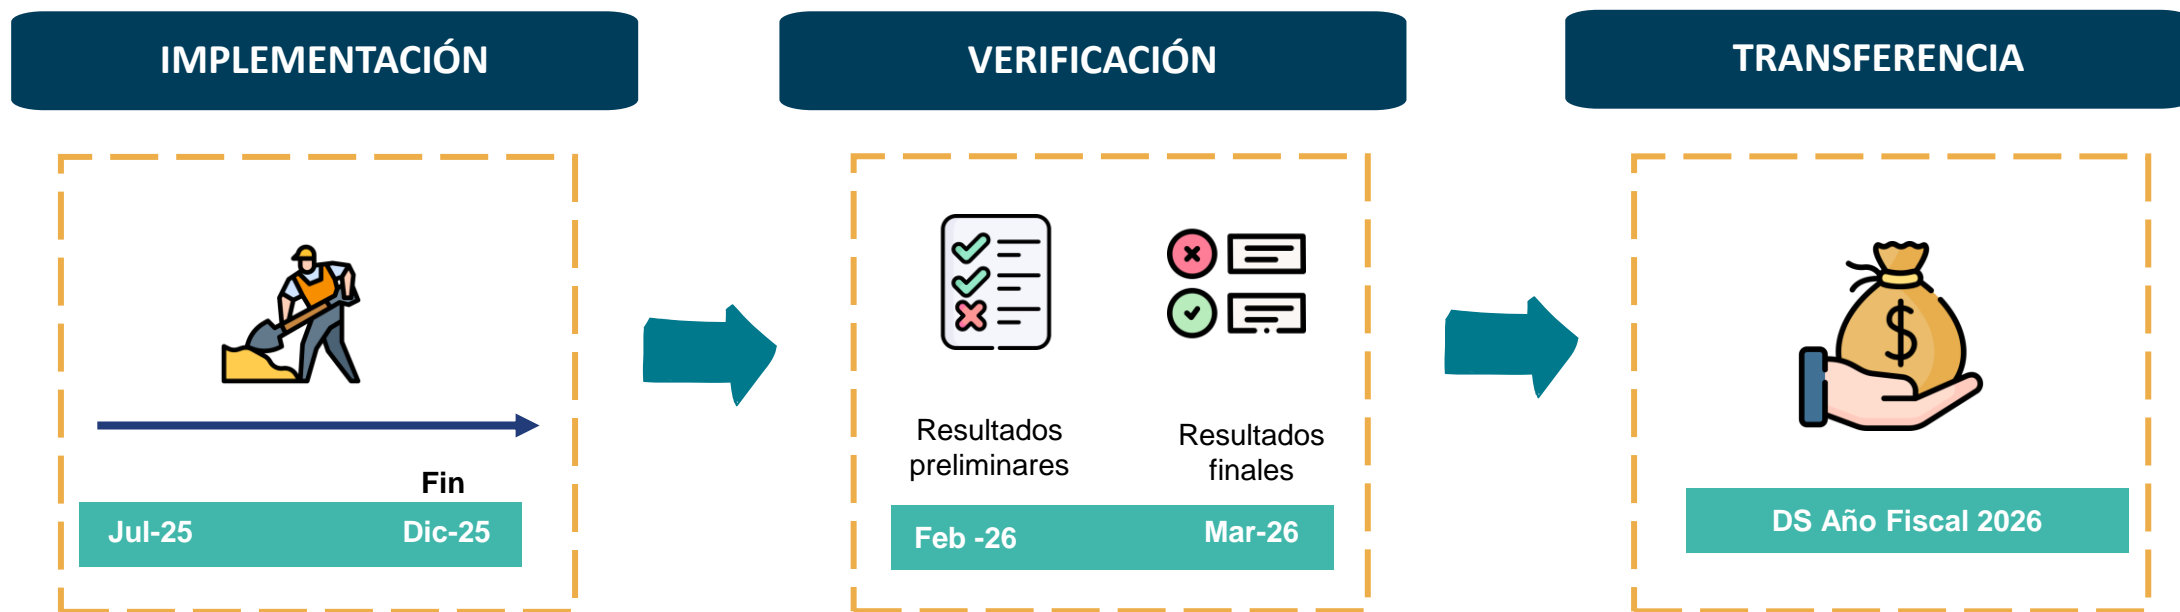 IMPLEMENTACIÓN
VERIFICACIÓN
TRANSFERENCIA
Fin
Jul-25
Dic-25
Resultados
preliminares
Resultados
finales
Feb -26
Mar-26
$
DS Año Fiscal 2026